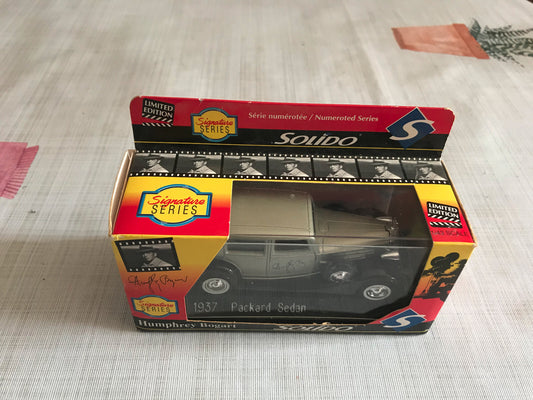 LIMITED
EDITION
Signature
SERIES
Série numérotée / Numeroted Series
SOLIDO
S
Signature
SERIES
LIMITED
EDITION
Signature
SERIES
1937 Packard Sedan
Humphrey Bogart
SOLIDO
S